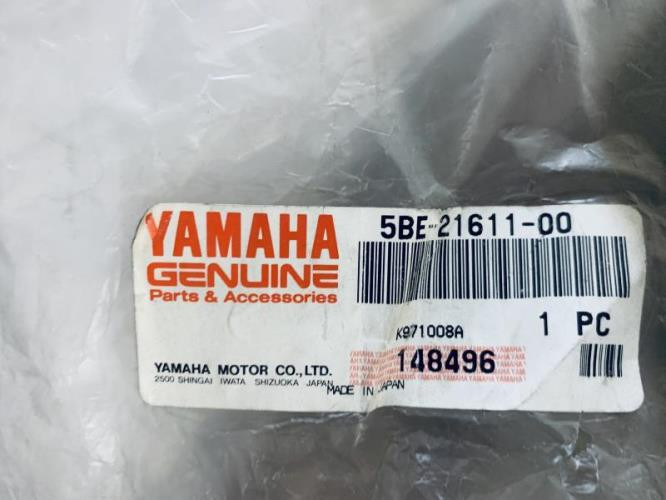 YAMAHA
GENUINE
Parts & Accessories
5BE-21611-00
K971008A
1 PC
148496
YAMAHA MOTOR CO.,LTD.
2500 SHINGAI IWATA SHIZUOKA JAPAN
MADE IN JAPAN